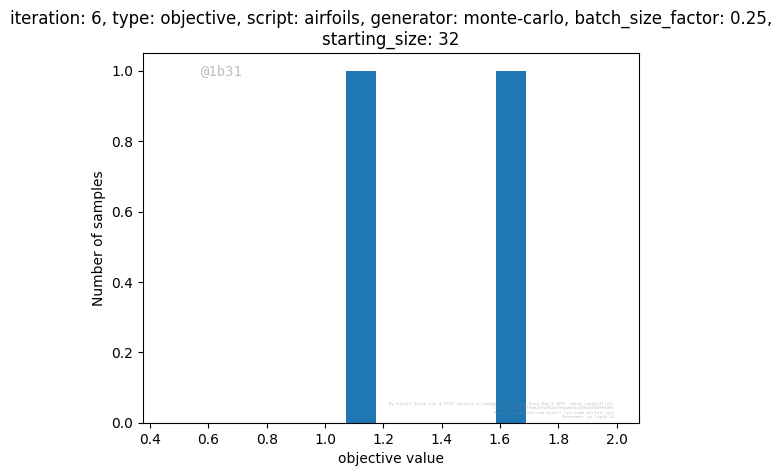 iteration: 6, type: objective, script: airfoils, generator: monte-carlo, batch_size_factor: 0.25,
starting_size: 32
@1b31
1.0
0.8
0.6
0.4
0.2
0.0
Number of samples
0.4 0.6 0.8 1.0 1.2 1.4 1.6 1.8 2.0
objective value